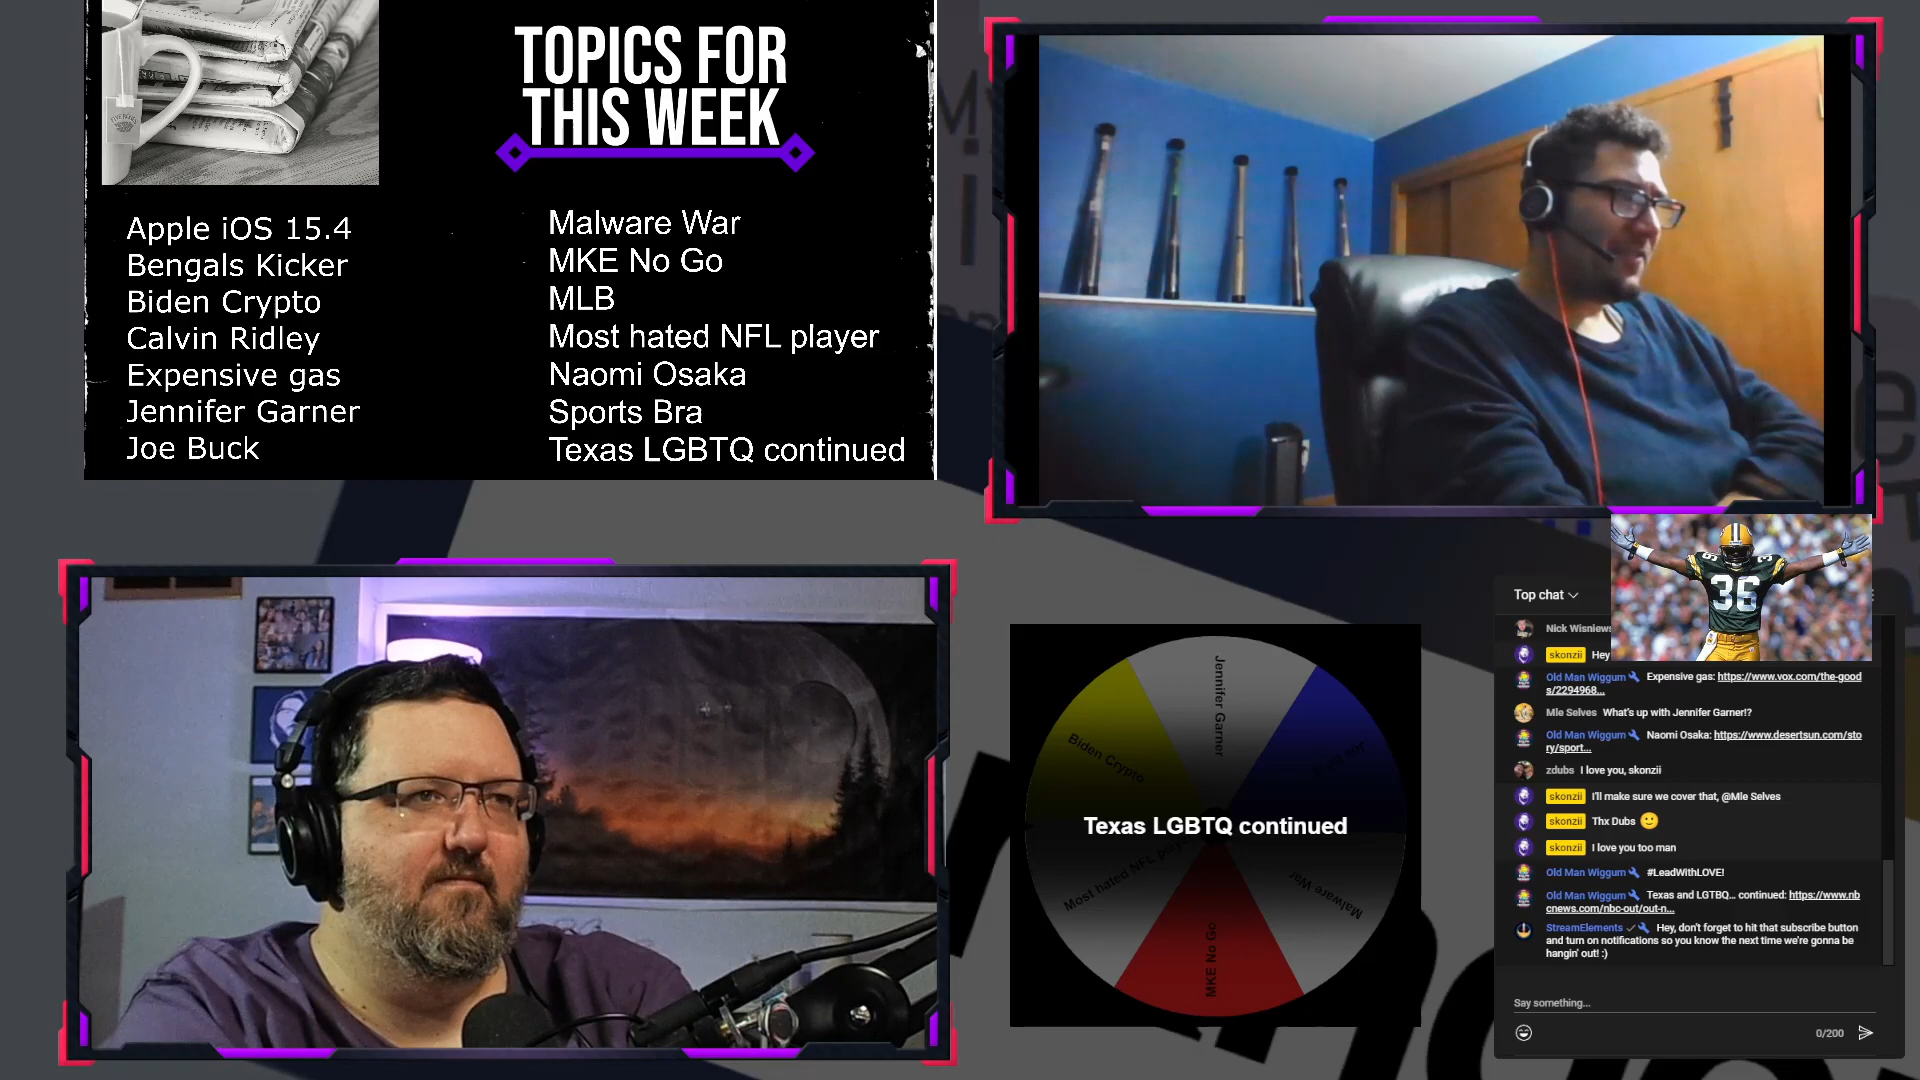 TOPICS FOR
THIS WEEK
Apple iOS 15.4
Bengals Kicker
Biden Crypto
Calvin Ridley
Expensive gas
Jennifer Garner
Joe Buck
Malware War
MKE No Go
MLB
Most hated NFL player
Naomi Osaka
Sports Bra
Texas LGBTQ continued
36
Jennifer Garner
Biden Crypto
Texas LGBTQ continued
Most hated NFL
Malware War
MKE No Go
Top chat
Nick
skonzii Hey
Old Man Wiggum Expensive gas: https://www.vox.com/the-good
s/2294968...
Mle Selves What's up with Jennifer Garner!?
Old Man Wiggum Naomi Osaka: https://www.desertsun.com/sto
ry/sport...
zdubs I love you, skonzii
skonzii I'll make sure we cover that, @Mle Selves
skonzii Thx Dubs 🙂
skonzii I love you too man
Old Man Wiggum #LeadWithLOVE!
Old Man Wiggum Texas and LGTBQ... continued: https://www.nb
cnews.com/nbc-out/out-n...
StreamElements Hey, don't forget to hit that subscribe button
and turn on notifications so you know the next time we're gonna be
hangin' out! :)
Say something...
0/200